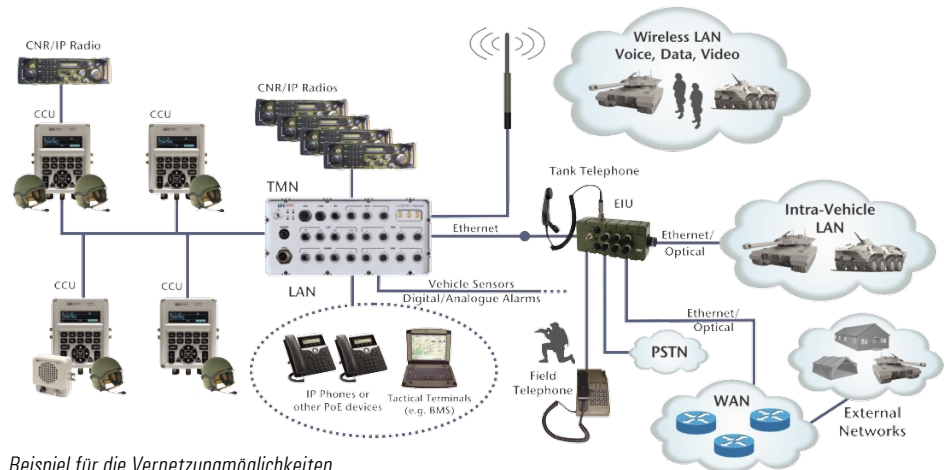 CNR/IP Radio
CCU
CCU
CNR/IP Radios
Wireless LAN
Voice, Data, Video
Tank Telephone
TMN
EIU
Ethernet
Ethernet/
Optical
Intra-Vehicle
LAN
CCU
CCU
LAN
Vehicle Sensors
Digital/Analogue Alarms
Ethernet/
Optical
IP Phones or
other PoE devices
Tactical Terminals
(e.g. BMS)
Field
Telephone
PSTN
WAN
External
Networks
Beispiel für die Vernetzungmöglichkeiten